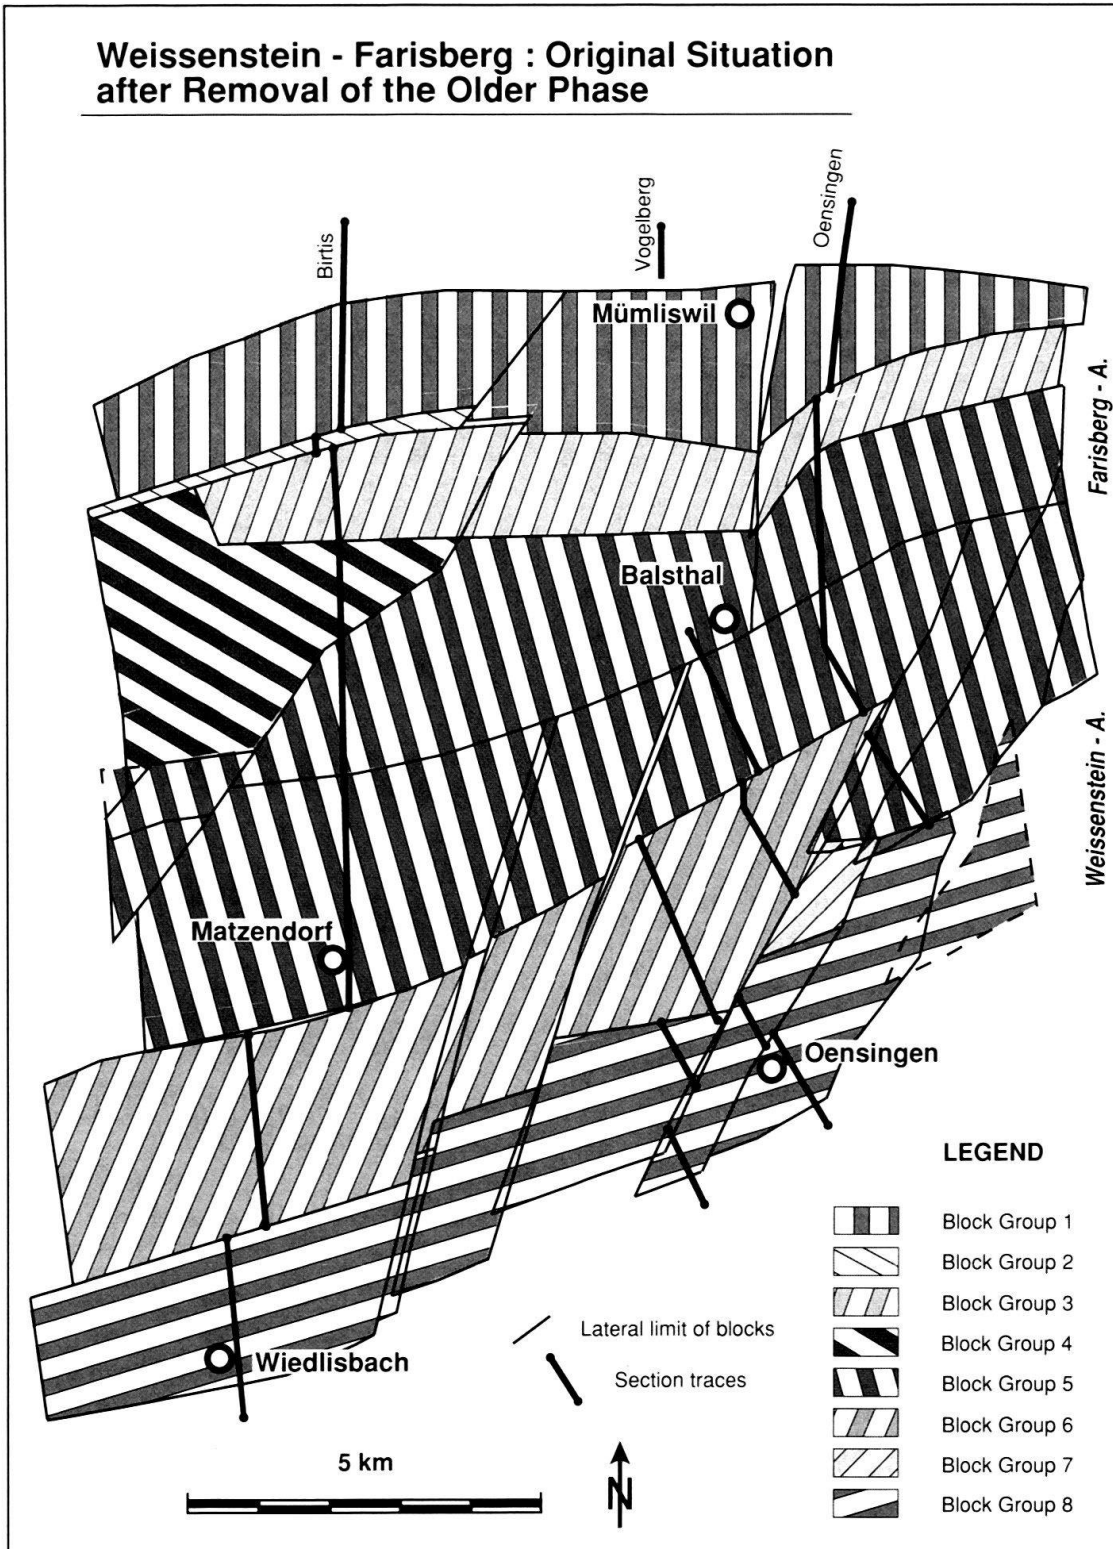 Weissenstein - Farisberg : Original Situation
after Removal of the Older Phase
Birtis
Vogelberg
Oensingen
Mümliswil
Farisberg - A.
Balsthal
Weissenstein - A.
Matzendorf
Oensingen
Wiedlisbach
LEGEND
Block Group 1
Block Group 2
Block Group 3
Block Group 4
Block Group 5
Block Group 6
Block Group 7
Block Group 8
Lateral limit of blocks
Section traces
5 km
N